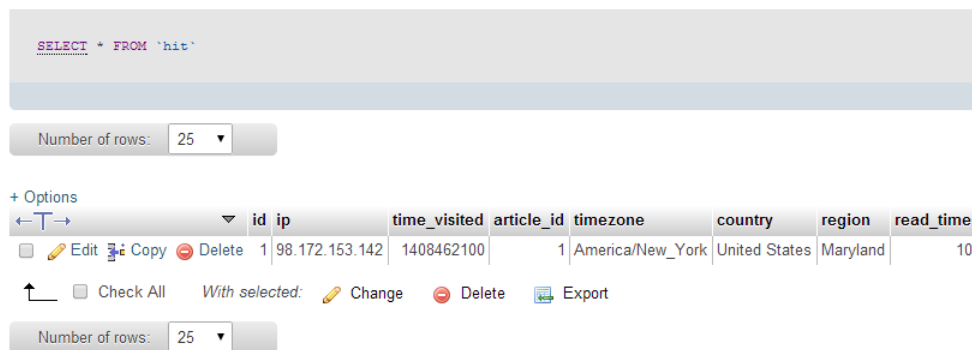 SELECT * FROM `hit`
Number of rows: 25
+ Options
id ip time_visited article_id timezone country region read_time
Edit Copy Delete 1 98.172.153.142 1408462100 1 America/New_York United States Maryland 10
Check All With selected: Change Delete Export
Number of rows: 25